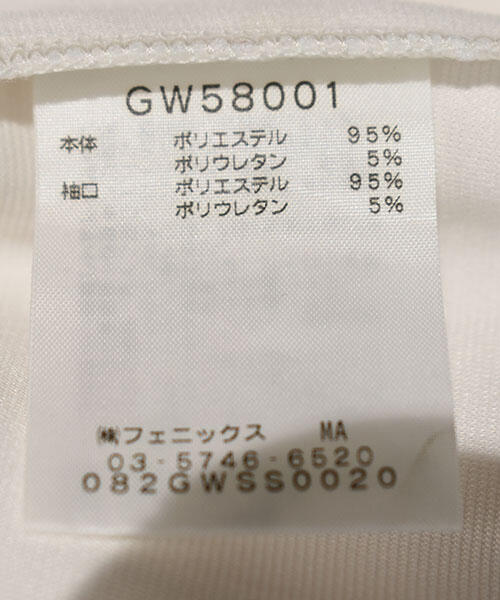 GW58001
本体 ポリエステル 95%
ポリウレタン 5%
袖口 ポリエステル 95%
ポリウレタン 5%
㈱フェニックス MA
03-5746-6520
082GWSS0020